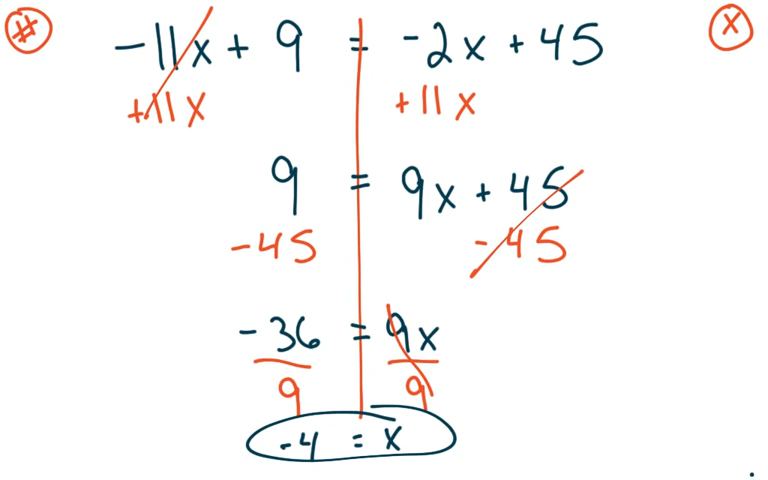 # -11x + 9 = -2x + 45 x
+11x +11x
9 = 9x + 45
-45 -45
-36 = 9x
9 9
-4 = x